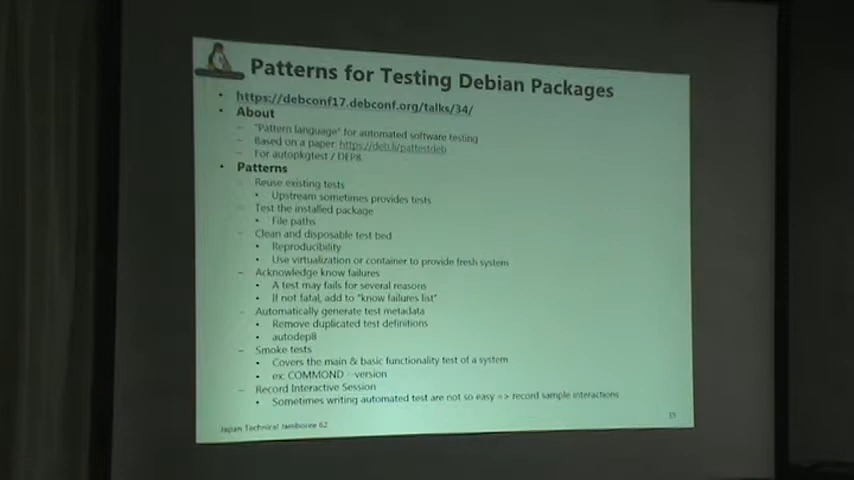 Patterns for Testing Debian Packages
• https://debconf17.debconf.org/talks/34/
• About
– "Pattern language" for automated software testing
– Based on a paper: https://deb.li/pattestdeb
– For autopkgtest / DEP8
• Patterns
– Reuse existing tests
• Upstream sometimes provides tests
– Test the installed package
• File paths
– Clean and disposable test bed
• Reproducibility
• Use virtualization or container to provide fresh system
– Acknowledge know failures
• A test may fails for several reasons
• If not fatal, add to "know failures list"
– Automatically generate test metadata
• Remove duplicated test definitions
• autodep8
– Smoke tests
• Covers the main & basic functionality test of a system
• ex: COMMOND --version
– Record Interactive Session
• Sometimes writing automated test are not so easy => record sample interactions
Japan Technical Jamboree 62